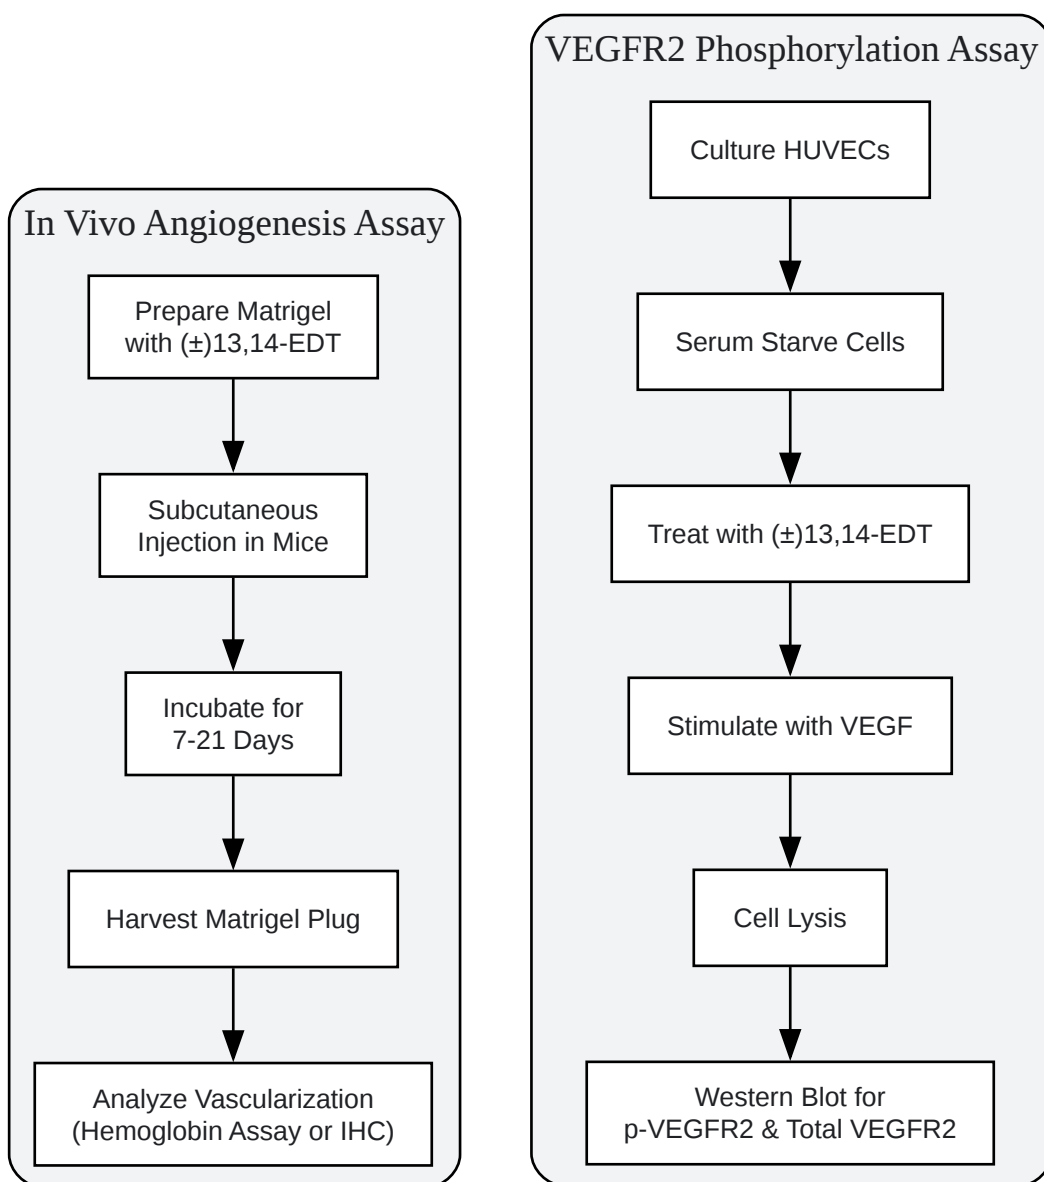 In Vivo Angiogenesis Assay
Prepare Matrigel
with (±)13,14-EDT
Subcutaneous
Injection in Mice
Incubate for
7-21 Days
Harvest Matrigel Plug
Analyze Vascularization
(Hemoglobin Assay or IHC)
VEGFR2 Phosphorylation Assay
Culture HUVECs
Serum Starve Cells
Treat with (±)13,14-EDT
Stimulate with VEGF
Cell Lysis
Western Blot for
p-VEGFR2 & Total VEGFR2